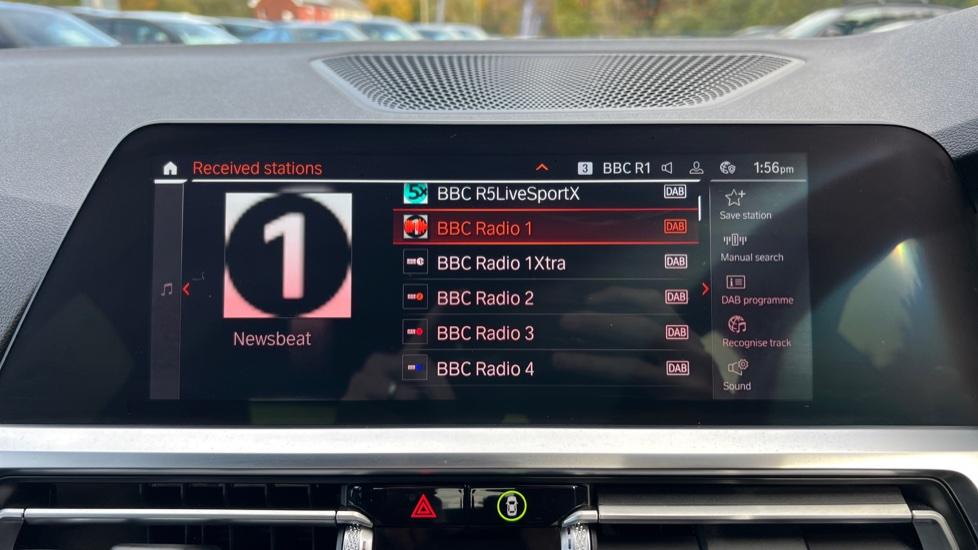 Received stations
3 BBC R1 1:56pm
1
Newsbeat
5X BBC R5LiveSportX DAB
1 BBC Radio 1 DAB
BBC Radio 1Xtra DAB
BBC Radio 2 DAB
BBC Radio 3 DAB
BBC Radio 4 DAB
Save station
Manual search
DAB programme
Recognise track
Sound